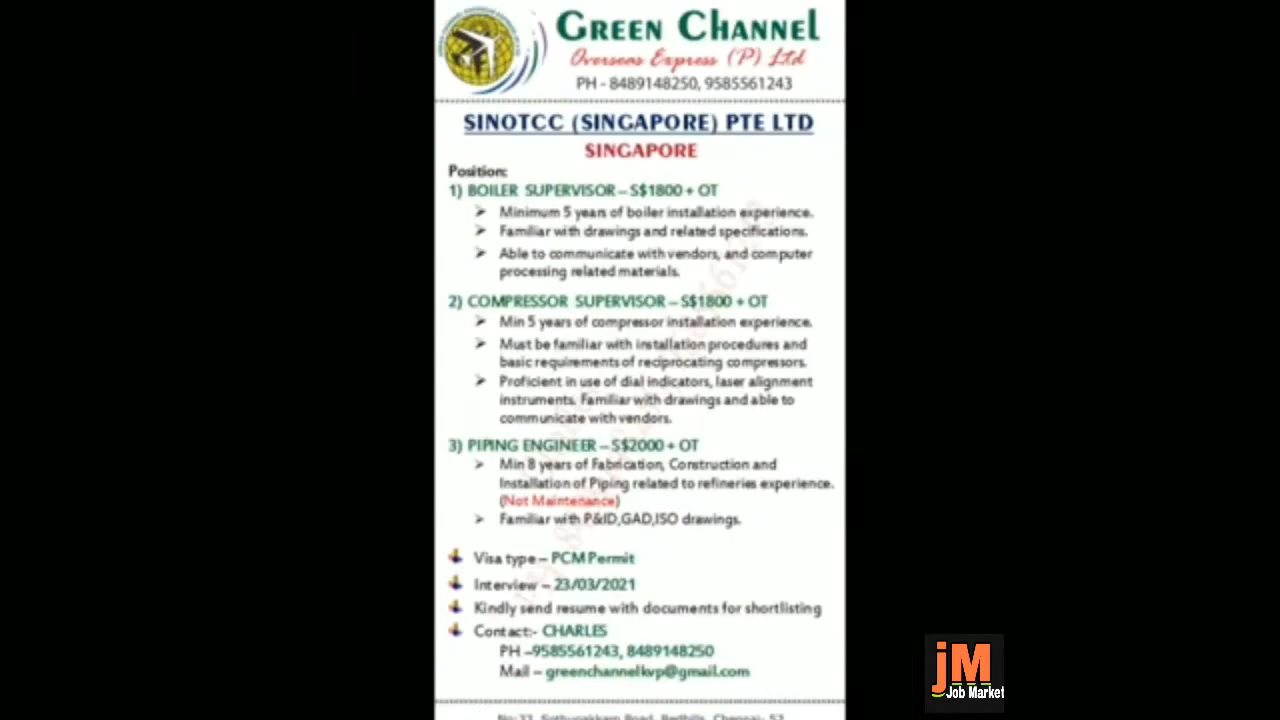 GREEN CHANNEL
Overseas Express (P) Ltd
PH - 8489148250, 9585561243
SINOTCC (SINGAPORE) PTE LTD
SINGAPORE
Position:
1) BOILER SUPERVISOR – S$1800 + OT
➢ Minimum 5 years of boiler installation experience.
➢ Familiar with drawings and related specifications.
➢ Able to communicate with vendors, and computer
processing related materials.
2) COMPRESSOR SUPERVISOR – S$1800 + OT
➢ Min 5 years of compressor installation experience.
➢ Must be familiar with installation procedures and
basic requirements of reciprocating compressors.
➢ Proficient in use of dial indicators, laser alignment
instruments. Familiar with drawings and able to
communicate with vendors.
3) PIPING ENGINEER – S$2000 + OT
➢ Min 8 years of Fabrication, Construction and
Installation of Piping related to refineries experience.
(Not Maintenance)
➢ Familiar with P&ID,GAD,ISO drawings.
Visa type – PCM Permit
Interview – 23/03/2021
Kindly send resume with documents for shortlisting
Contact:- CHARLES
PH –9585561243, 8489148250
Mail – greenchannelkvp@gmail.com
jM
Job Market